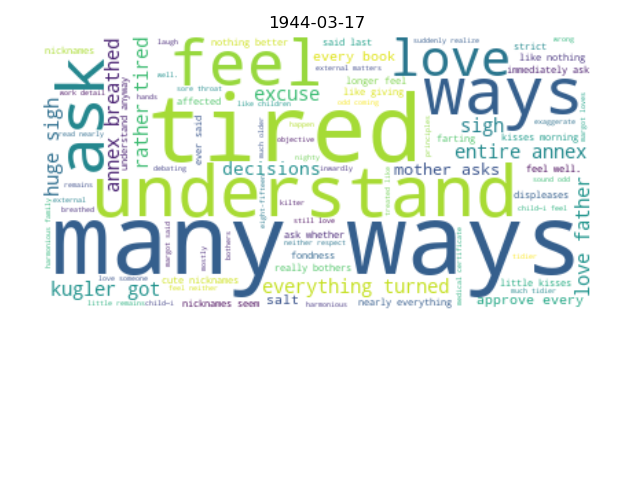 1944-03-17
nicknames
laugh
nothing better
said last
suddenly realize
wrong
strict
every book
like nothing
external matters
immediately ask
well.
feel
love
ask
annex breathed
understand anyway
rather tired
work detail
hands
sore throat
longer feel
like giving
affected
excuse
like children
odd coming
ways
huge sigh
read nearly
tired
happen
objective
ever said
much older
principles
sigh
farting
exaggerate
kisses morning
margot loves
entire annex
debating
nighty
inwardly
decisions
mother asks
feel well.
remains
external
breathed
understand
treated like
sound odd
displeases
child—i feel
eight-fifteen
kilter
harmonious family
many ways
margot said
mostly
bothers
still love
ask whether
neither respect
fondness
really bothers
medical certificate
love father
love someone
cute nicknames
feel neither
everything turned
little kisses
much tidier
kugler got
little remains
child—i
nicknames seem
salt
harmonious
nearly everything
approve every